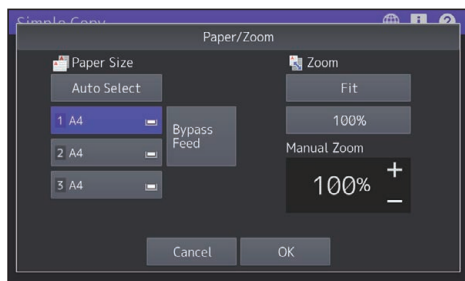 Simple Copy
Paper/Zoom
Paper Size
Auto Select
1 A4
2 A4
3 A4
Bypass
Feed
Zoom
Fit
100%
Manual Zoom
100%
+
−
Cancel
OK